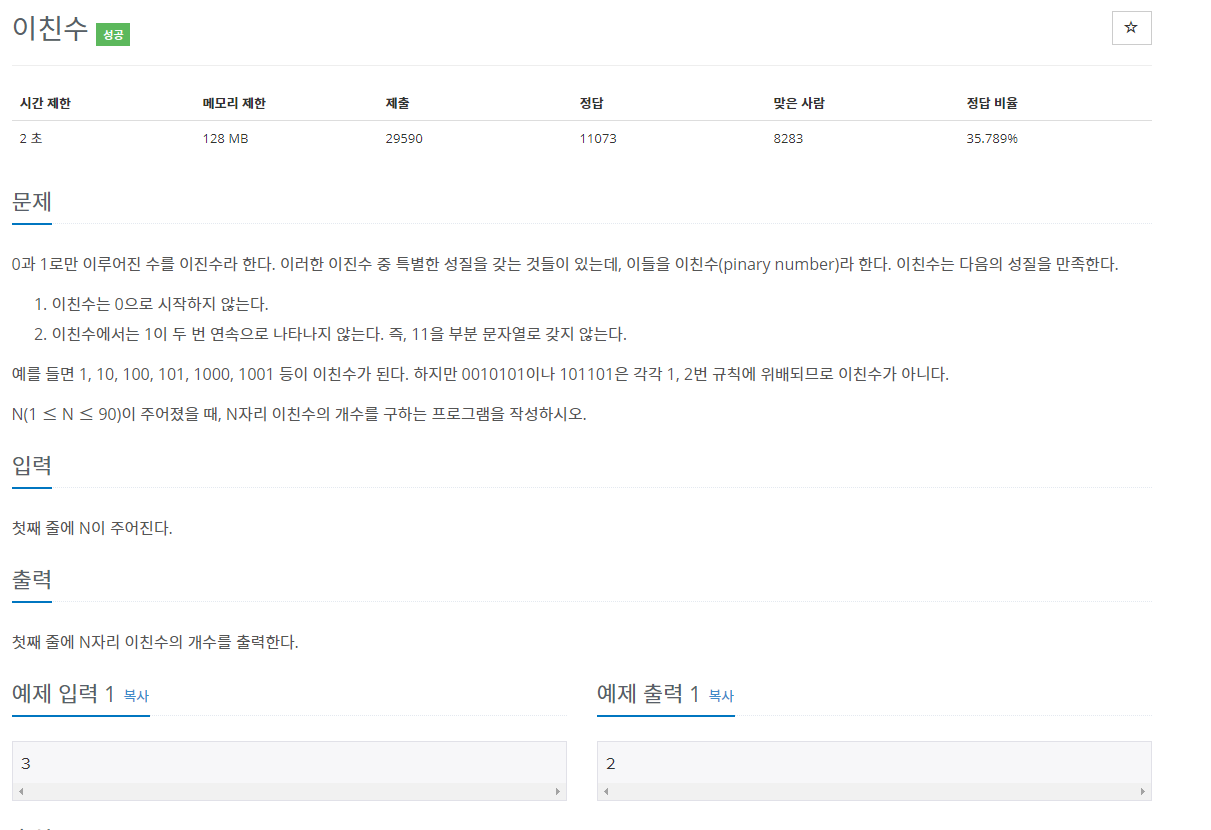 이친수 성공
☆
시간 제한 메모리 제한 제출 정답 맞은 사람 정답 비율
2 초 128 MB 29590 11073 8283 35.789%
문제
0과 1로만 이루어진 수를 이진수라 한다. 이러한 이진수 중 특별한 성질을 갖는 것들이 있는데, 이들을 이친수(pinary number)라 한다. 이친수는 다음의 성질을 만족한다.
1. 이친수는 0으로 시작하지 않는다.
2. 이친수에서는 1이 두 번 연속으로 나타나지 않는다. 즉, 11을 부분 문자열로 갖지 않는다.
예를 들면 1, 10, 100, 101, 1000, 1001 등이 이친수가 된다. 하지만 0010101이나 101101은 각각 1, 2번 규칙에 위배되므로 이친수가 아니다.
N(1 ≤ N ≤ 90)이 주어졌을 때, N자리 이친수의 개수를 구하는 프로그램을 작성하시오.
입력
첫째 줄에 N이 주어진다.
출력
첫째 줄에 N자리 이친수의 개수를 출력한다.
예제 입력 1 복사 예제 출력 1 복사
3 2